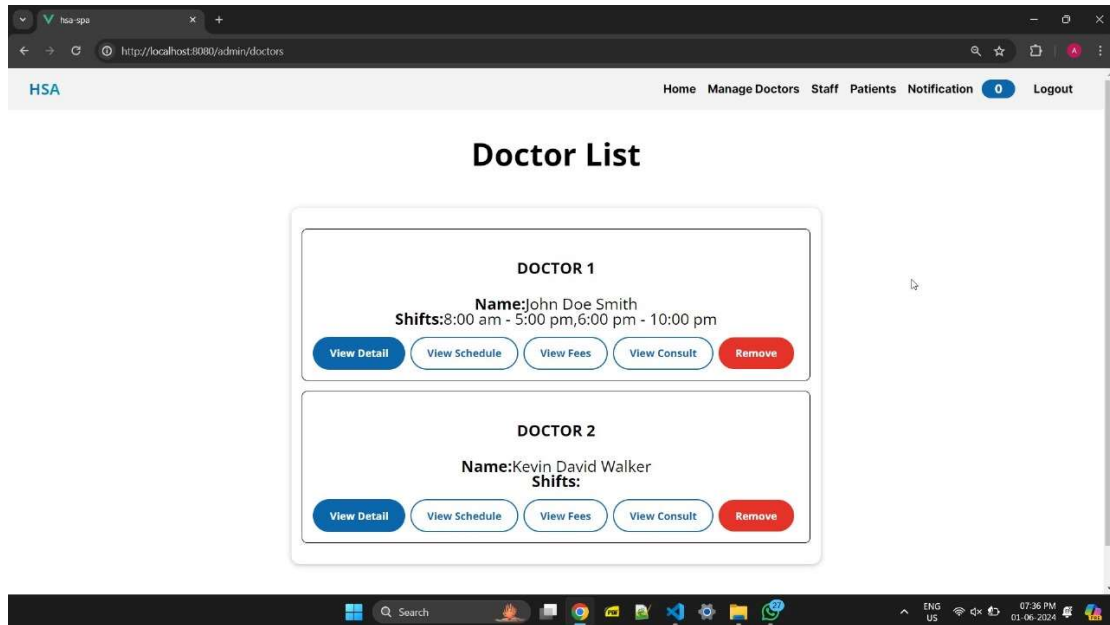 hsa-spa
http://localhost:8080/admin/doctors
HSA
Home Manage Doctors Staff Patients Notification 0 Logout
Doctor List
DOCTOR 1
Name:John Doe Smith
Shifts:8:00 am - 5:00 pm,6:00 pm - 10:00 pm
View Detail View Schedule View Fees View Consult Remove
DOCTOR 2
Name:Kevin David Walker
Shifts:
View Detail View Schedule View Fees View Consult Remove
Search
27
ENG
US
07:36 PM
01-06-2024